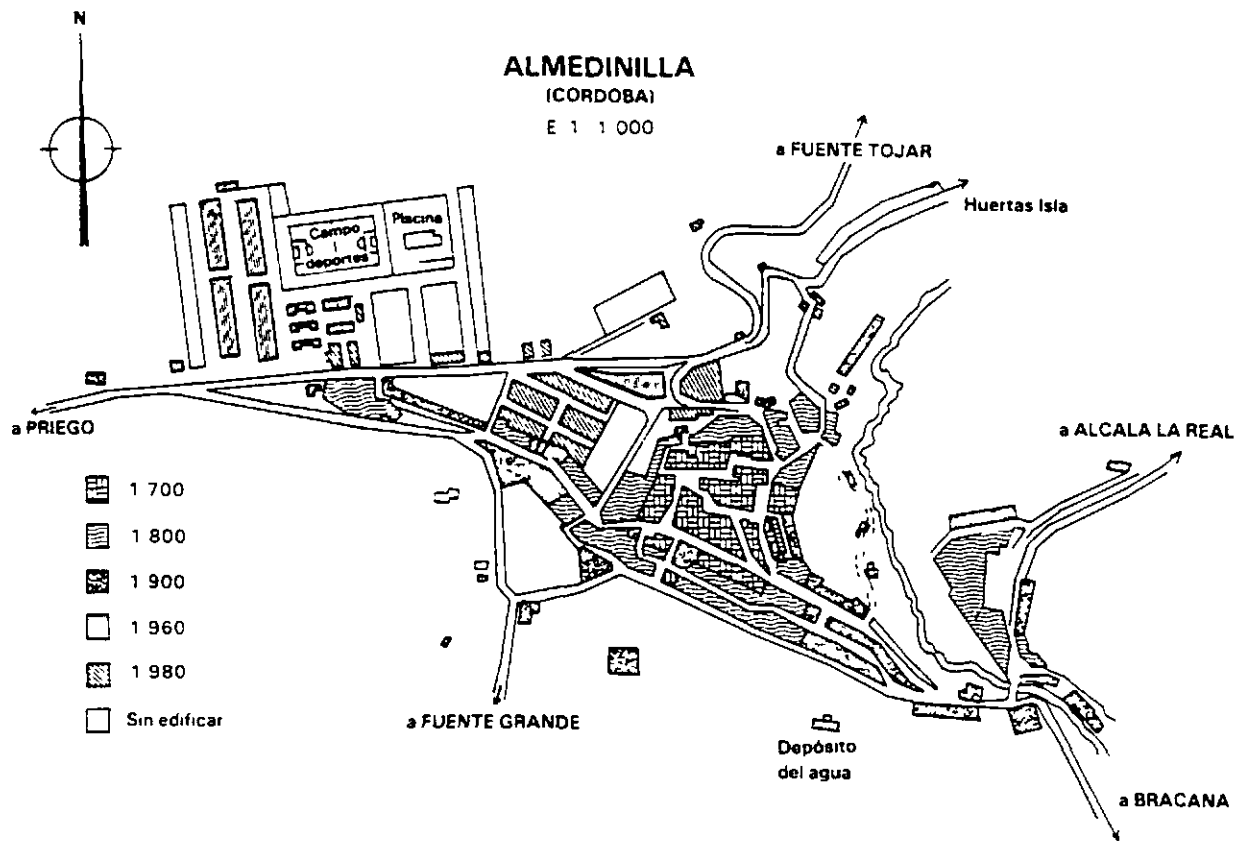 N
ALMEDINILLA
(CORDOBA)
E 1 1 000
a FUENTE TOJAR
Huertas Isla
Piscina
Campo
deportes
a PRIEGO
a ALCALA LA REAL
1 700
1 800
1 900
1 960
1 980
Sin edificar
a FUENTE GRANDE
Depósito
del agua
a BRACANA